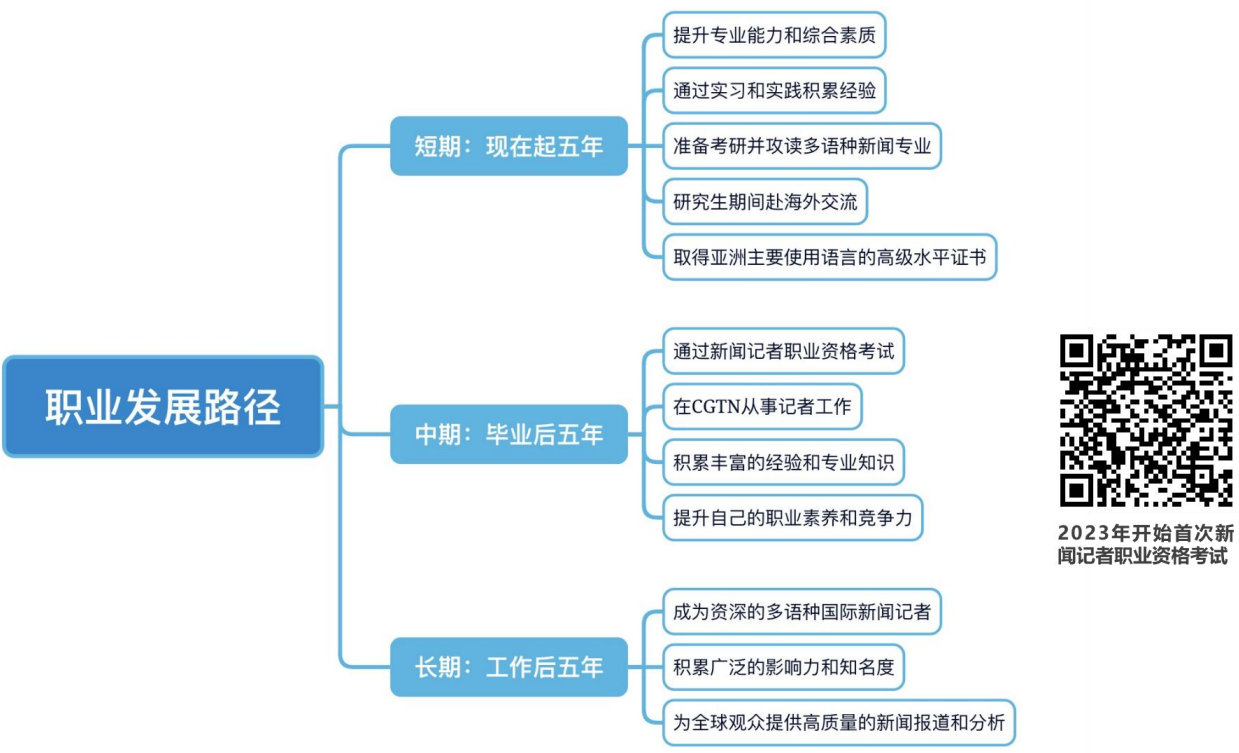 职业发展路径
短期：现在起五年
提升专业能力和综合素质
通过实习和实践积累经验
准备考研并攻读多语种新闻专业
研究生期间赴海外交流
取得亚洲主要使用语言的高级水平证书
中期：毕业后五年
通过新闻记者职业资格考试
在CGTN从事记者工作
积累丰富的经验和专业知识
提升自己的职业素养和竞争力
长期：工作后五年
成为资深的多语种国际新闻记者
积累广泛的影响力和知名度
为全球观众提供高质量的新闻报道和分析
2023年开始首次新
闻记者职业资格考试